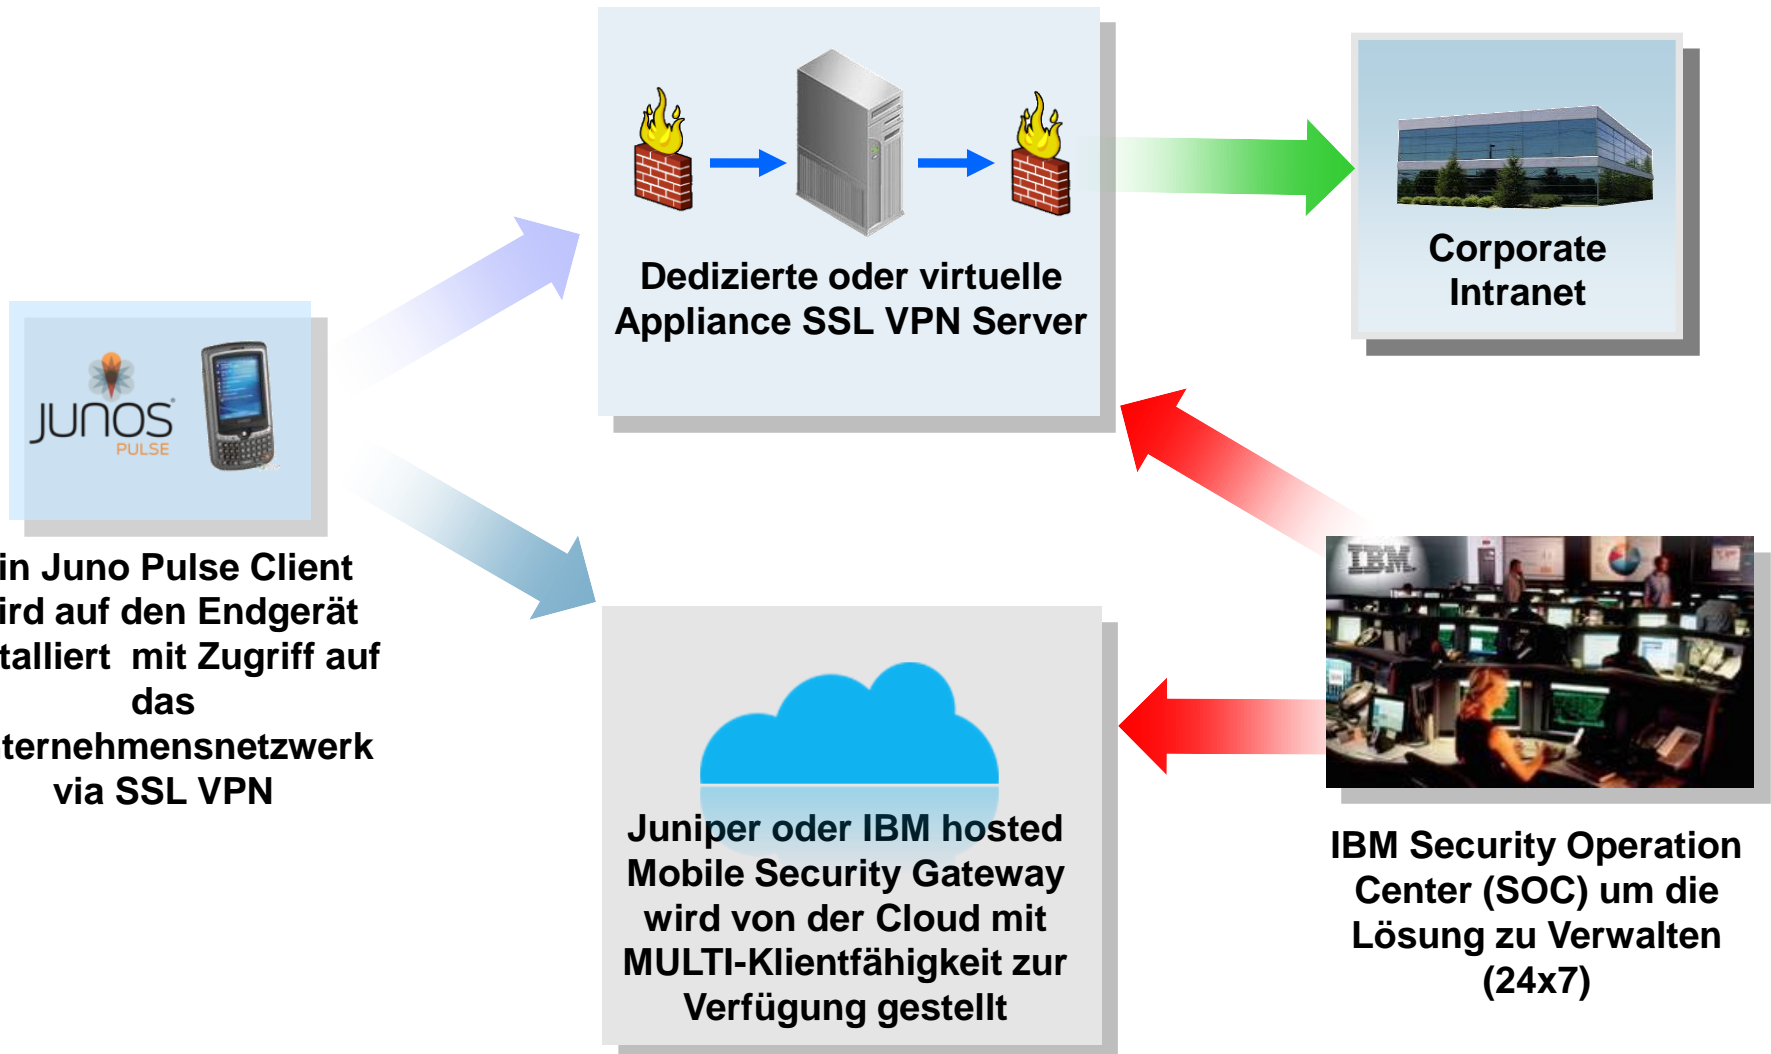 Dedizierte oder virtuelle
Appliance SSL VPN Server
Corporate
Intranet
JUNOS
PULSE
in Juno Pulse Client
ird auf den Endgerät
talliert mit Zugriff auf
das
nternehmensnetzwerk
via SSL VPN
IBM
Juniper oder IBM hosted
Mobile Security Gateway
wird von der Cloud mit
MULTI-Klientfähigkeit zur
Verfügung gestellt
IBM Security Operation
Center (SOC) um die
Lösung zu Verwalten
(24x7)